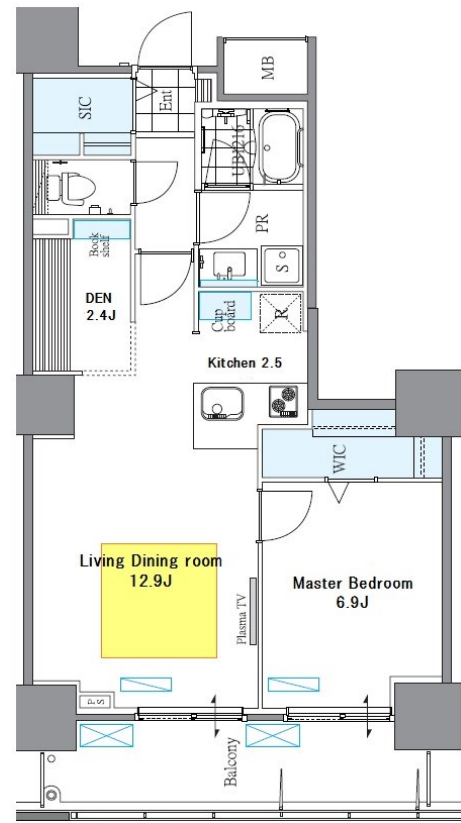 MB
SIC
Ent
UB1216
PR
S
Book
shelf
DEN
2.4J
Cup
board
R
Kitchen 2.5
WIC
Living Dining room
12.9J
Plasma TV
Master Bedroom
6.9J
PS
Balcony